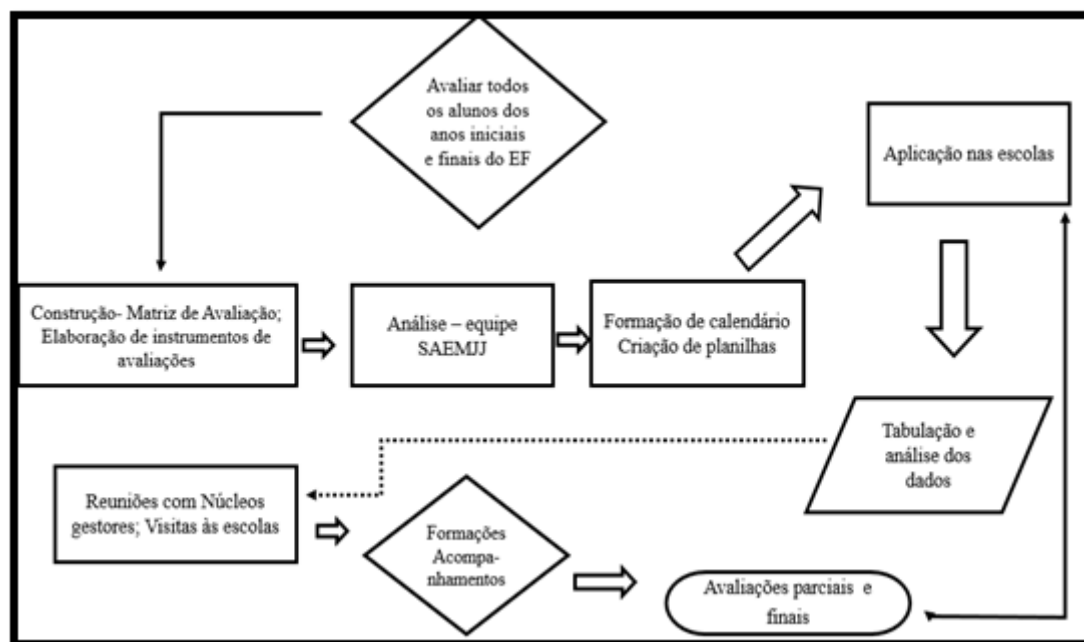 Avaliar todos
os alunos dos
anos iniciais
e finais do EF
Aplicação nas escolas
Construção- Matriz de Avaliação;
Elaboração de instrumentos de
avaliações
Análise – equipe
SAEMJJ
Formação de calendário
Criação de planilhas
Tabulação e
análise dos
dados
Reuniões com Núcleos
gestores; Visitas às escolas
Formações
Acompa-
nhamentos
Avaliações parciais e
finais